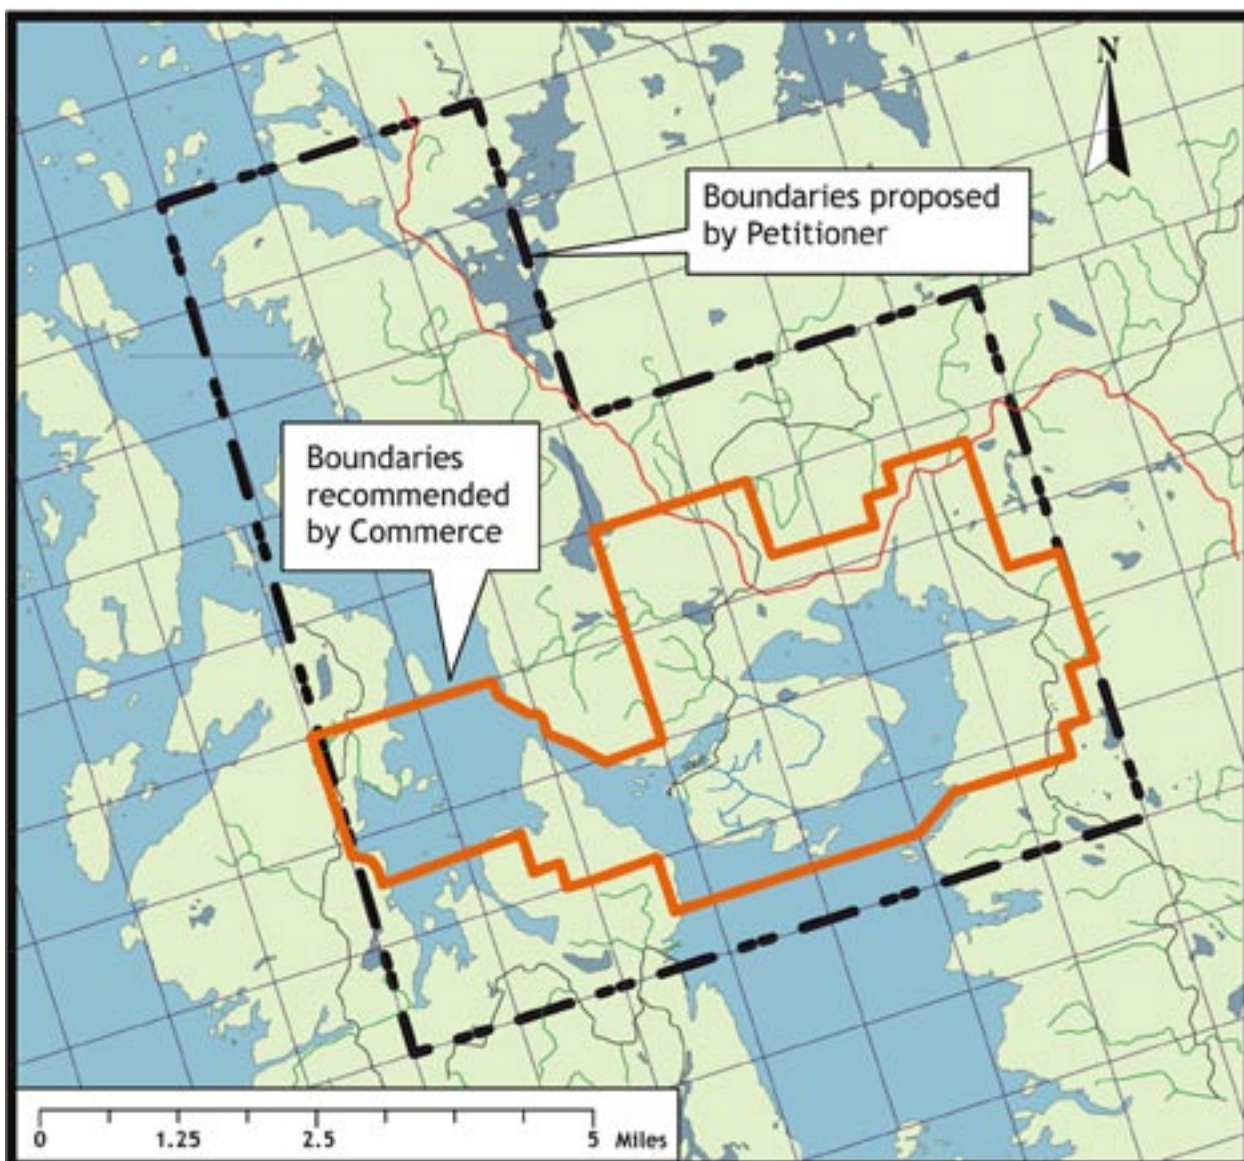 N
Boundaries proposed
by Petitioner
Boundaries
recommended
by Commerce
0 1.25 2.5 5 Miles